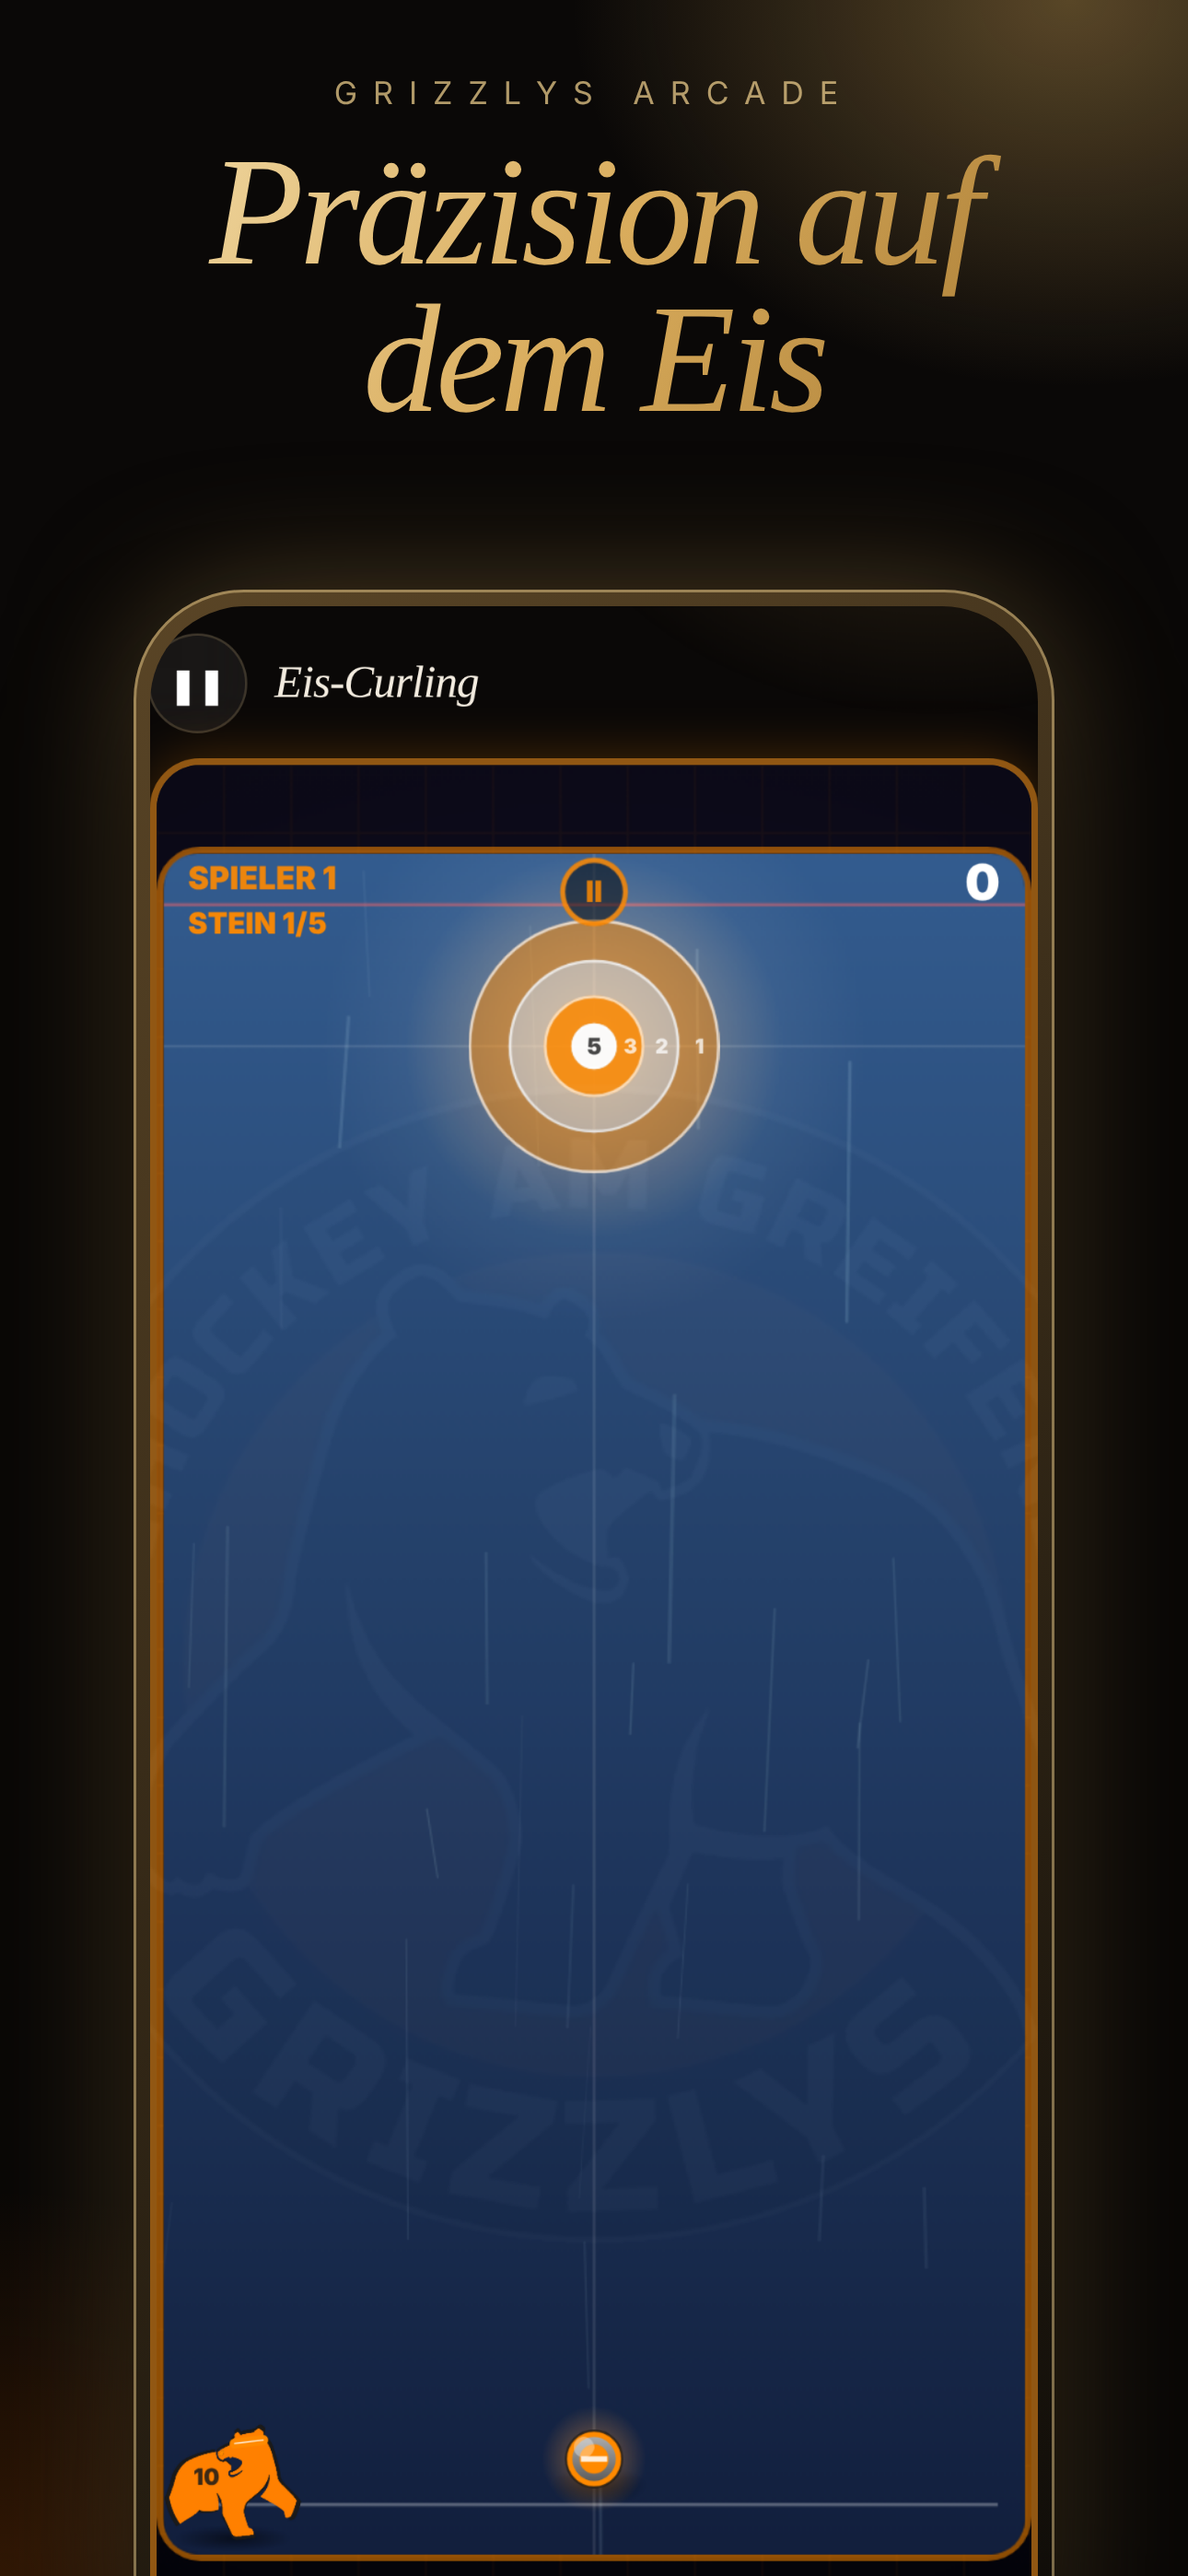 GRIZZLYS ARCADE
Präzision auf
dem Eis
Eis-Curling
SPIELER 1
0
STEIN 1/5
5 3 2 1
AM
GRIZZLYS
10